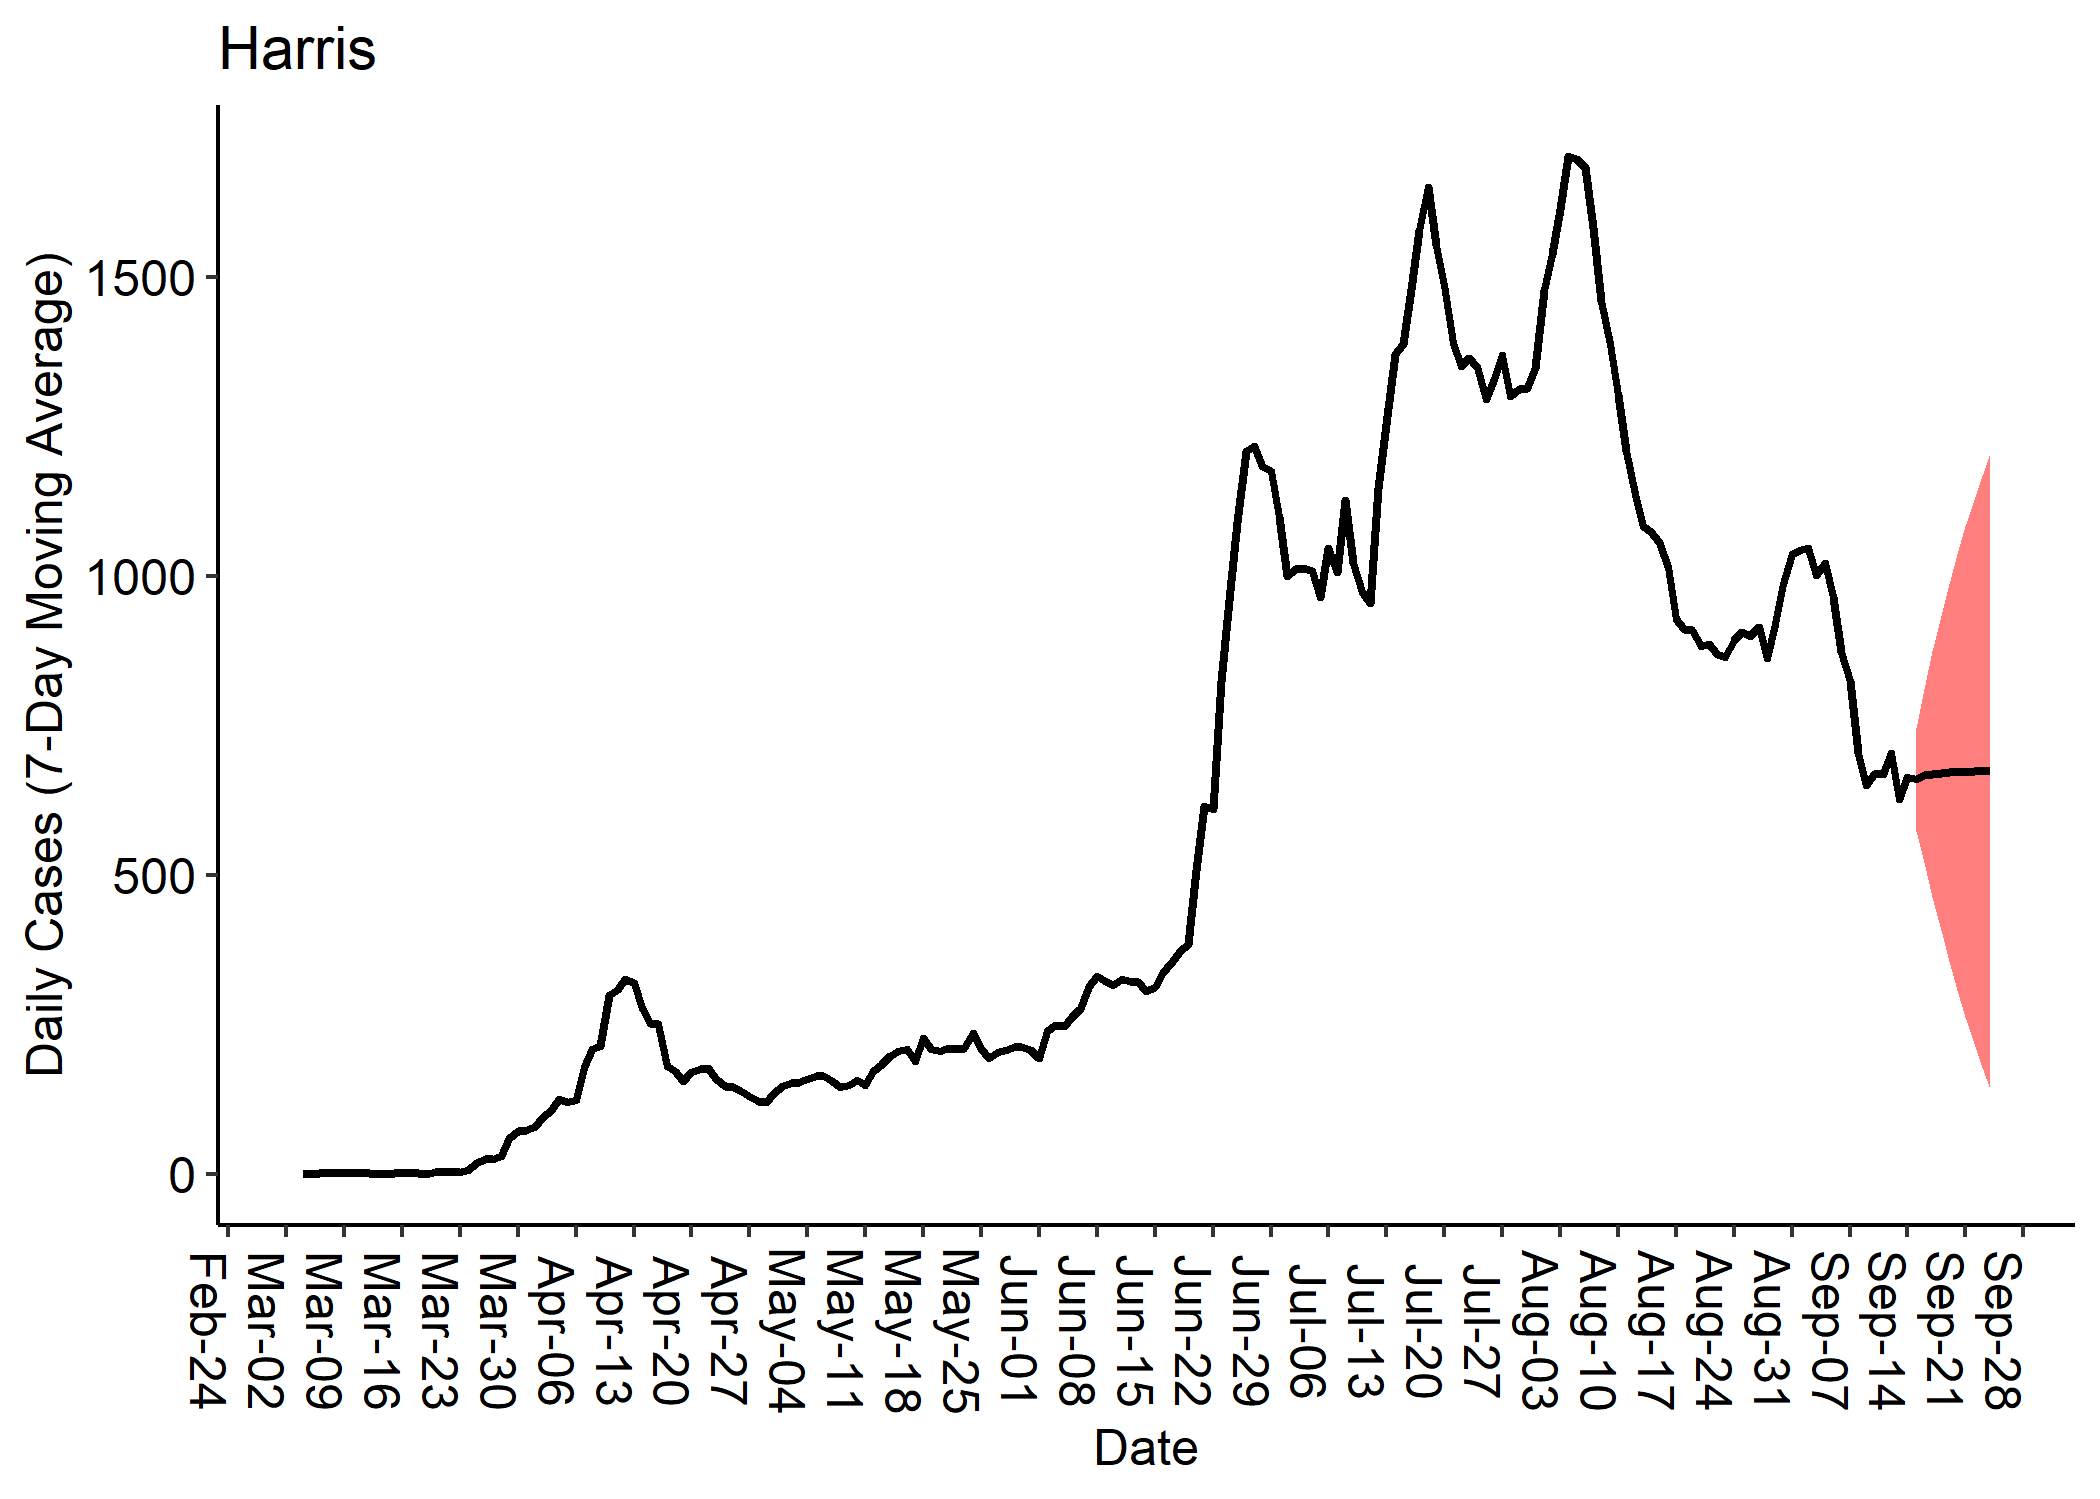 Harris
Daily Cases (7-Day Moving Average)
1500
1000
500
0
Feb-24
Mar-02
Mar-09
Mar-16
Mar-23
Mar-30
Apr-06
Apr-13
Apr-20
Apr-27
May-04
May-11
May-18
May-25
Jun-01
Jun-08
Jun-15
Jun-22
Jun-29
Jul-06
Jul-13
Jul-20
Jul-27
Aug-03
Aug-10
Aug-17
Aug-24
Aug-31
Sep-07
Sep-14
Sep-21
Sep-28
Date